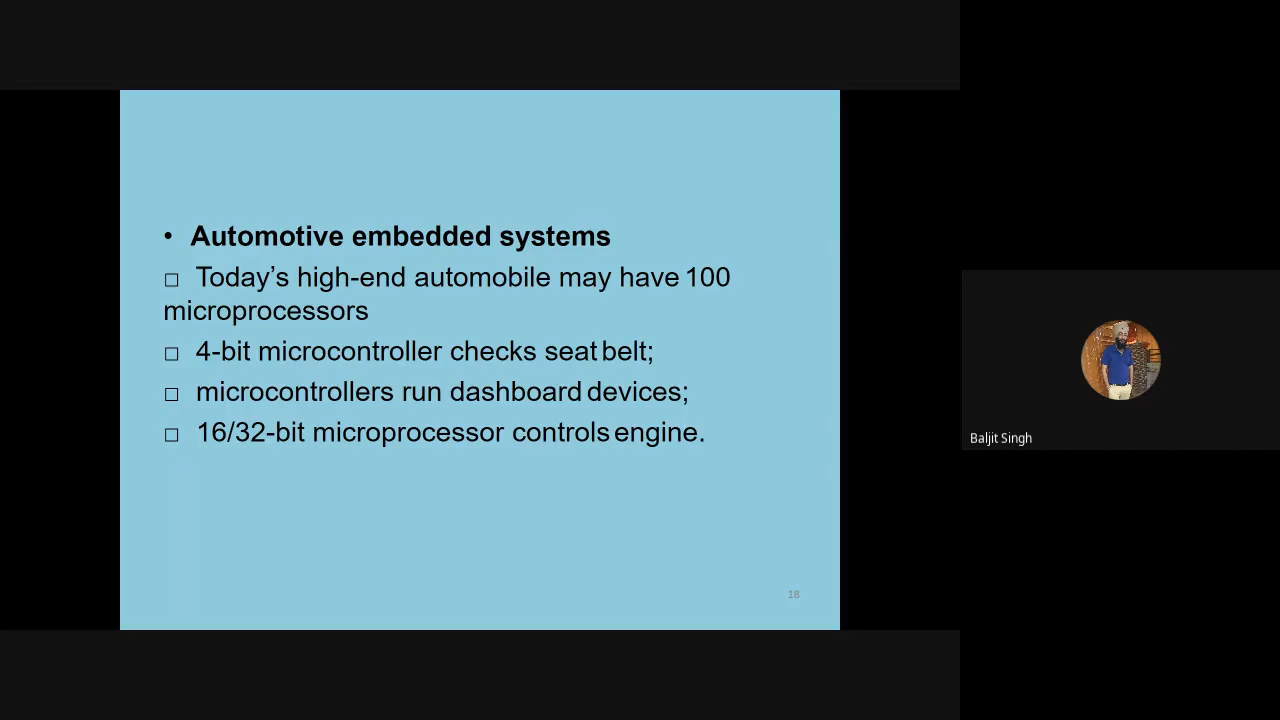 • Automotive embedded systems
□ Today’s high-end automobile may have 100
microprocessors
□ 4-bit microcontroller checks seat belt;
□ microcontrollers run dashboard devices;
□ 16/32-bit microprocessor controls engine.
18
Baljit Singh